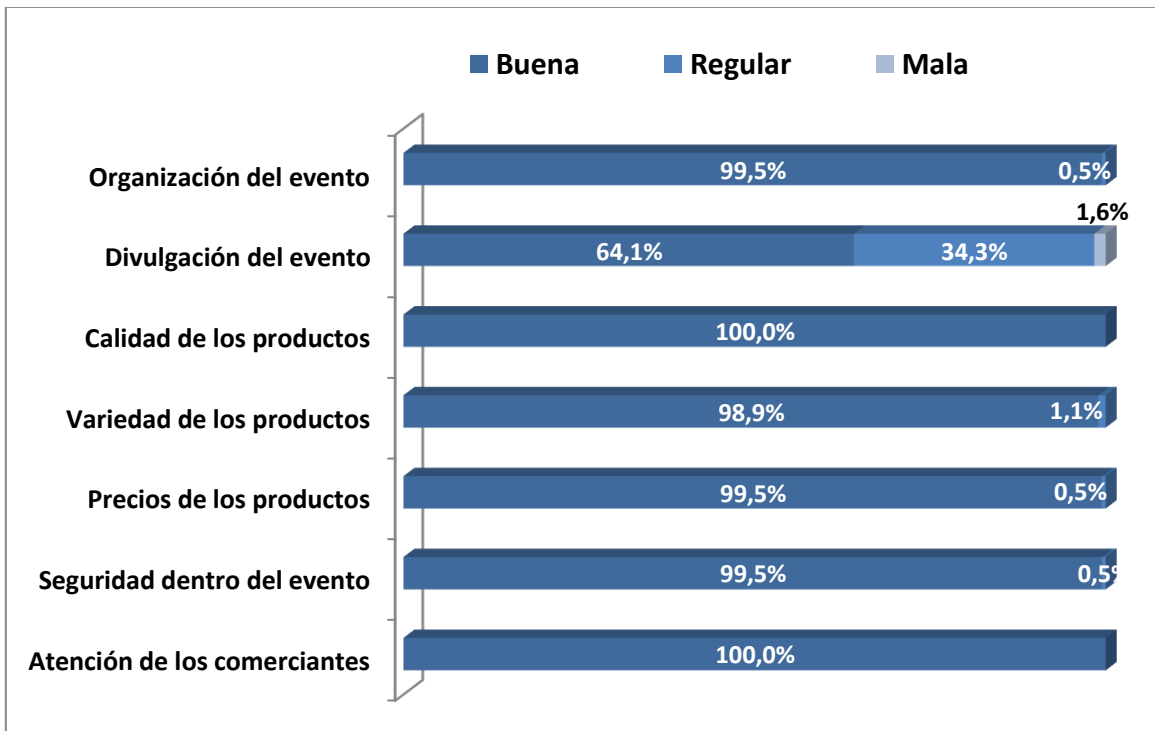 Buena Regular Mala
Organización del evento 99,5% 0,5%
1,6%
Divulgación del evento 64,1% 34,3%
Calidad de los productos 100,0%
Variedad de los productos 98,9% 1,1%
Precios de los productos 99,5% 0,5%
Seguridad dentro del evento 99,5% 0,5%
Atención de los comerciantes 100,0%